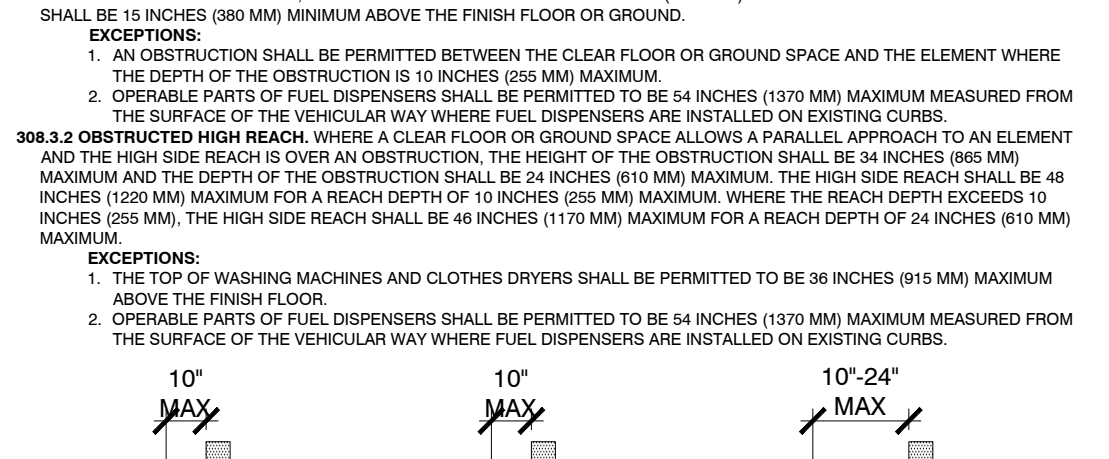 SHALL BE 15 INCHES (380 MM) MINIMUM ABOVE THE FINISH FLOOR OR GROUND.
EXCEPTIONS:
1. AN OBSTRUCTION SHALL BE PERMITTED BETWEEN THE CLEAR FLOOR OR GROUND SPACE AND THE ELEMENT WHERE
THE DEPTH OF THE OBSTRUCTION IS 10 INCHES (255 MM) MAXIMUM.
2. OPERABLE PARTS OF FUEL DISPENSERS SHALL BE PERMITTED TO BE 54 INCHES (1370 MM) MAXIMUM MEASURED FROM
THE SURFACE OF THE VEHICULAR WAY WHERE FUEL DISPENSERS ARE INSTALLED ON EXISTING CURBS.
308.3.2 OBSTRUCTED HIGH REACH. WHERE A CLEAR FLOOR OR GROUND SPACE ALLOWS A PARALLEL APPROACH TO AN ELEMENT
AND THE HIGH SIDE REACH IS OVER AN OBSTRUCTION, THE HEIGHT OF THE OBSTRUCTION SHALL BE 34 INCHES (865 MM)
MAXIMUM AND THE DEPTH OF THE OBSTRUCTION SHALL BE 24 INCHES (610 MM) MAXIMUM. THE HIGH SIDE REACH SHALL BE 48
INCHES (1220 MM) MAXIMUM FOR A REACH DEPTH OF 10 INCHES (255 MM) MAXIMUM. WHERE THE REACH DEPTH EXCEEDS 10
INCHES (255 MM), THE HIGH SIDE REACH SHALL BE 46 INCHES (1170 MM) MAXIMUM FOR A REACH DEPTH OF 24 INCHES (610 MM)
MAXIMUM.
EXCEPTIONS:
1. THE TOP OF WASHING MACHINES AND CLOTHES DRYERS SHALL BE PERMITTED TO BE 36 INCHES (915 MM) MAXIMUM
ABOVE THE FINISH FLOOR.
2. OPERABLE PARTS OF FUEL DISPENSERS SHALL BE PERMITTED TO BE 54 INCHES (1370 MM) MAXIMUM MEASURED FROM
THE SURFACE OF THE VEHICULAR WAY WHERE FUEL DISPENSERS ARE INSTALLED ON EXISTING CURBS.
10" 10" 10"-24"
MAX MAX MAX